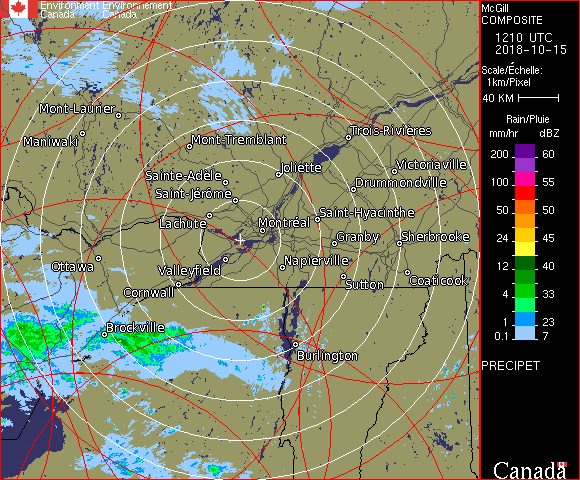 Environment Environnement
Canada Canada
McGill
COMPOSITE
1210 UTC
2018-10-15
Scale/Échelle:
1km/Pixel
40 KM
Rain/Pluie
mm/hr dBZ
200 60
100 55
50 50
24 45
12 40
4 33
1 23
0.1 7
PRECIPET
Canada
Mont-Laurier
Trois-Rivières
Maniwaki
Mont-Tremblant
Victoriaville
Joliette
Sainte-Adèle
Drummondville
Saint-Jérôme
Saint-Hyacinthe
Lachute
Montréal
Granby
Sherbrooke
Ottawa
Valleyfield
Napierville
Sutton
Coaticook
Cornwall
Brockville
Burlington